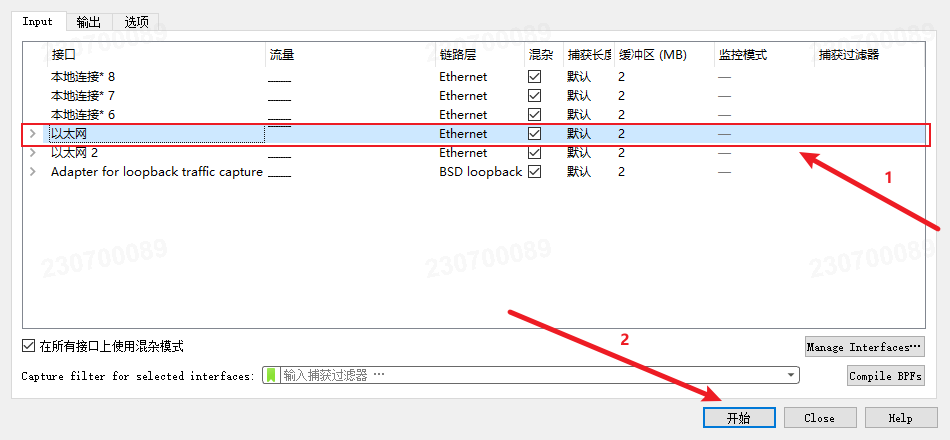 Input 输出 选项
接口 流量 链路层 混杂 捕获长度 缓冲区 (MB) 监控模式 捕获过滤器
本地连接* 8 Ethernet 默认 2 —
本地连接* 7 Ethernet 默认 2 —
本地连接* 6 Ethernet 默认 2 —
以太网 Ethernet 默认 2 —
以太网 2 Ethernet 默认 2 —
Adapter for loopback traffic capture BSD loopback 默认 2 —
1
230700089 230700089 230700089
230700089 230700089 230700089
在所有接口上使用混杂模式
2
Manage Interfaces…
Capture filter for selected interfaces: 输入捕获过滤器 …
Compile BPFs
开始 Close Help